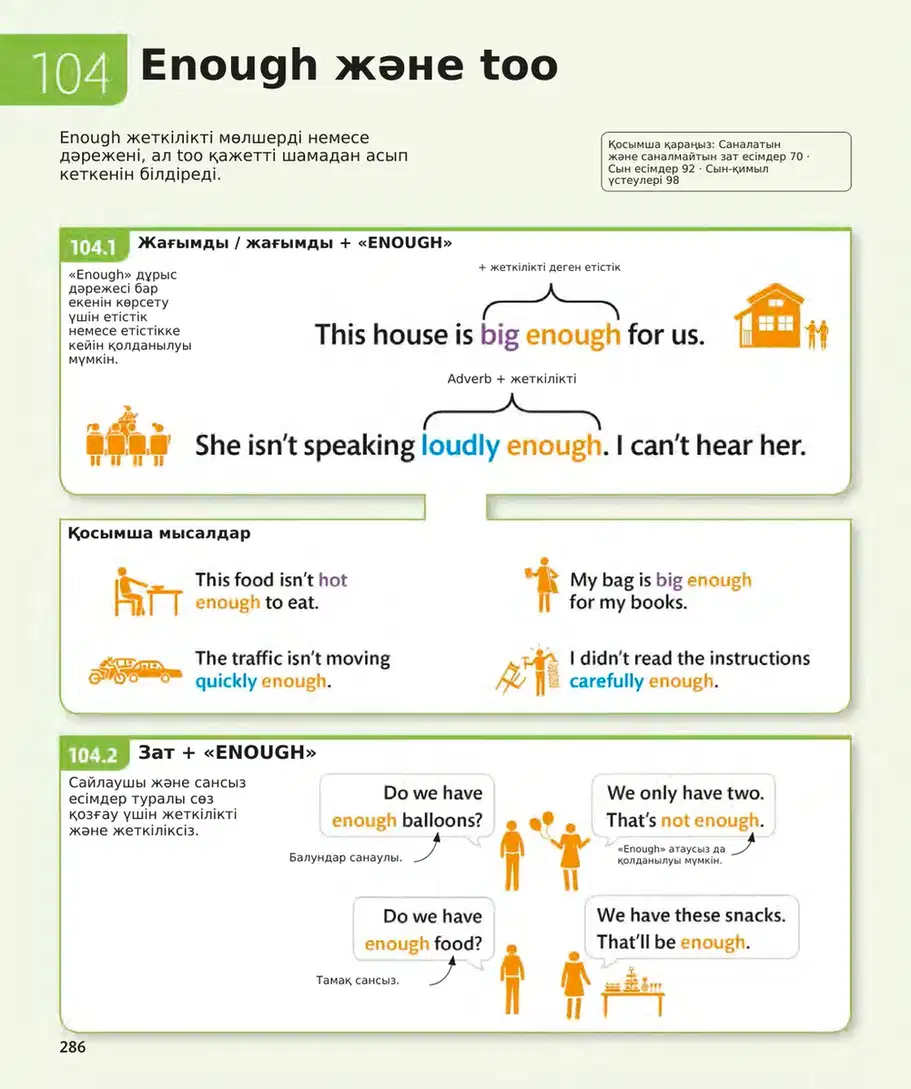 104
Enough және too
Enough жеткілікті мөлшерді немесе
дәрежені, ал too қажетті шамадан асып
кеткенін білдіреді.
Қосымша қараңыз: Саналатын
және саналмайтын зат есімдер 70 ·
Сын есімдер 92 · Сын-қимыл
үстеулері 98
104.1
Жағымды / жағымды + «ENOUGH»
«Enough» дұрыс
дәрежесі бар
екенін көрсету
үшін етістік
немесе етістікке
кейін қолданылуы
мүмкін.
+ жеткілікті деген етістік
This house is big enough for us.
Adverb + жеткілікті
She isn't speaking loudly enough. I can't hear her.
Қосымша мысалдар
This food isn't hot
enough to eat.
My bag is big enough
for my books.
The traffic isn't moving
quickly enough.
I didn't read the instructions
carefully enough.
104.2
Зат + «ENOUGH»
Сайлаушы және сансыз
есімдер туралы сөз
қозғау үшін жеткілікті
және жеткіліксіз.
Do we have
enough balloons?
We only have two.
That's not enough.
Балундар санаулы.
«Enough» атаусыз да
қолданылуы мүмкін.
Do we have
enough food?
We have these snacks.
That'll be enough.
Тамақ сансыз.
286